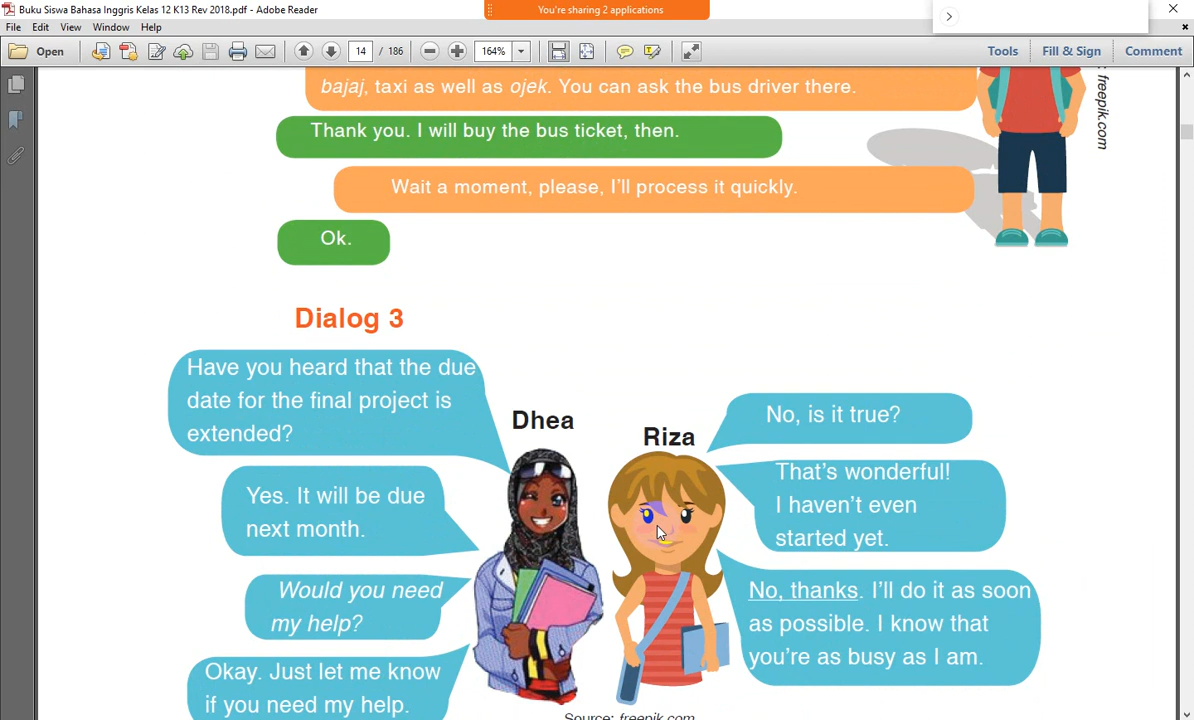 Buku Siswa Bahasa Inggris Kelas 12 K13 Rev 2018.pdf - Adobe Reader
You're sharing 2 applications
File Edit View Window Help
Open 14 / 186 164% Tools Fill & Sign Comment
bajaj, taxi as well as ojek. You can ask the bus driver there.
: freepik.com
Thank you. I will buy the bus ticket, then.
Wait a moment, please, I'll process it quickly.
Ok.
Dialog 3
Have you heard that the due
date for the final project is
extended?
Dhea
Riza
No, is it true?
Yes. It will be due
next month.
That's wonderful!
I haven't even
started yet.
Would you need
my help?
No, thanks. I'll do it as soon
as possible. I know that
you're as busy as I am.
Okay. Just let me know
if you need my help.
Source: freepik.com